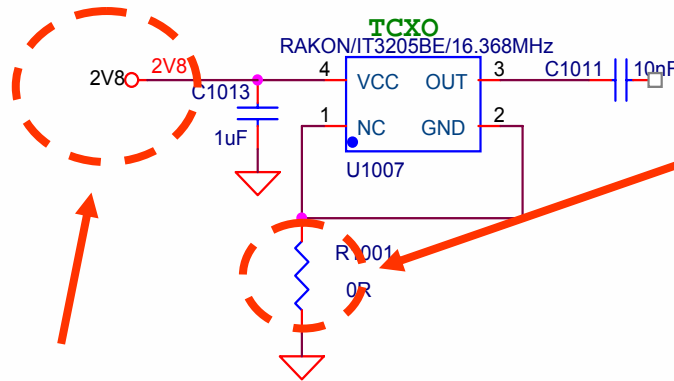 TCXO
RAKON/IT3205BE/16.368MHz
2V8
2V8
4
VCC
OUT
3
C1011
10nF
C1013
1uF
1
NC
GND
2
U1007
R1001
0R